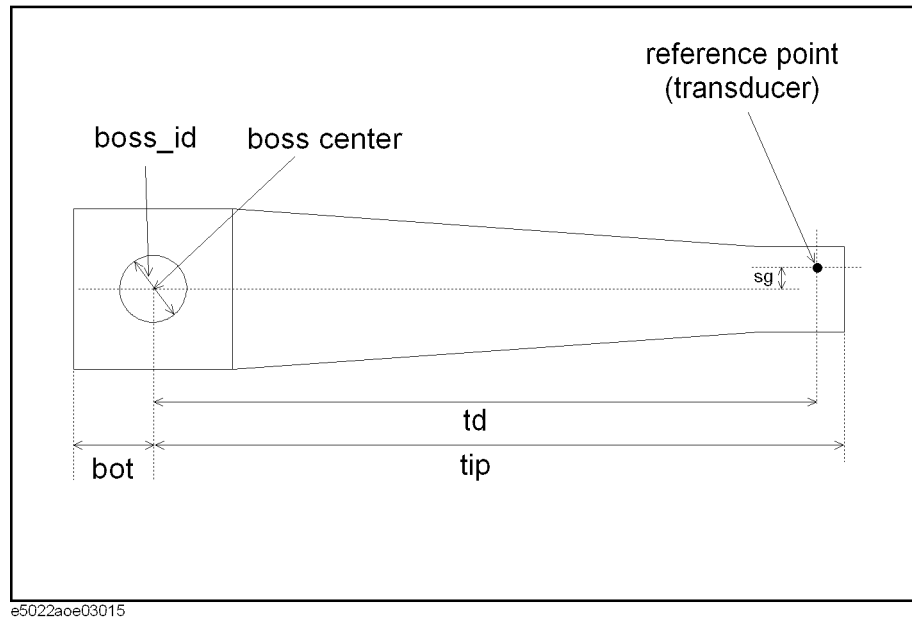 reference point
(transducer)
boss_id
boss center
sg
td
bot
tip
e5022aoe03015